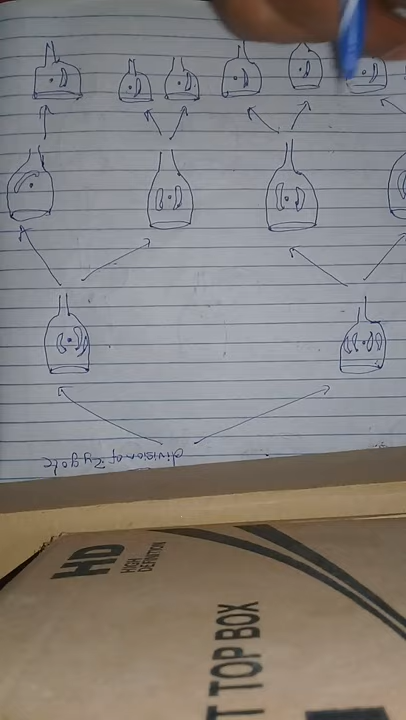 division of Zygote
HD
HIGH
DEFINITION
T TOP BOX